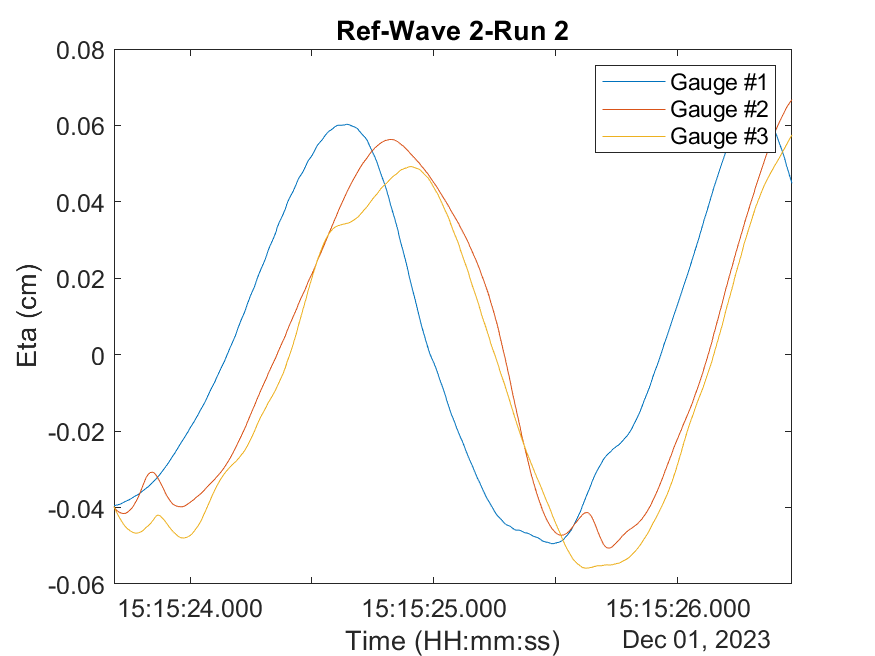 Ref-Wave 2-Run 2
0.08
0.06
0.04
0.02
0
-0.02
-0.04
-0.06
Eta (cm)
Gauge #1
Gauge #2
Gauge #3
15:15:24.000 15:15:25.000 15:15:26.000
Time (HH:mm:ss)
Dec 01, 2023